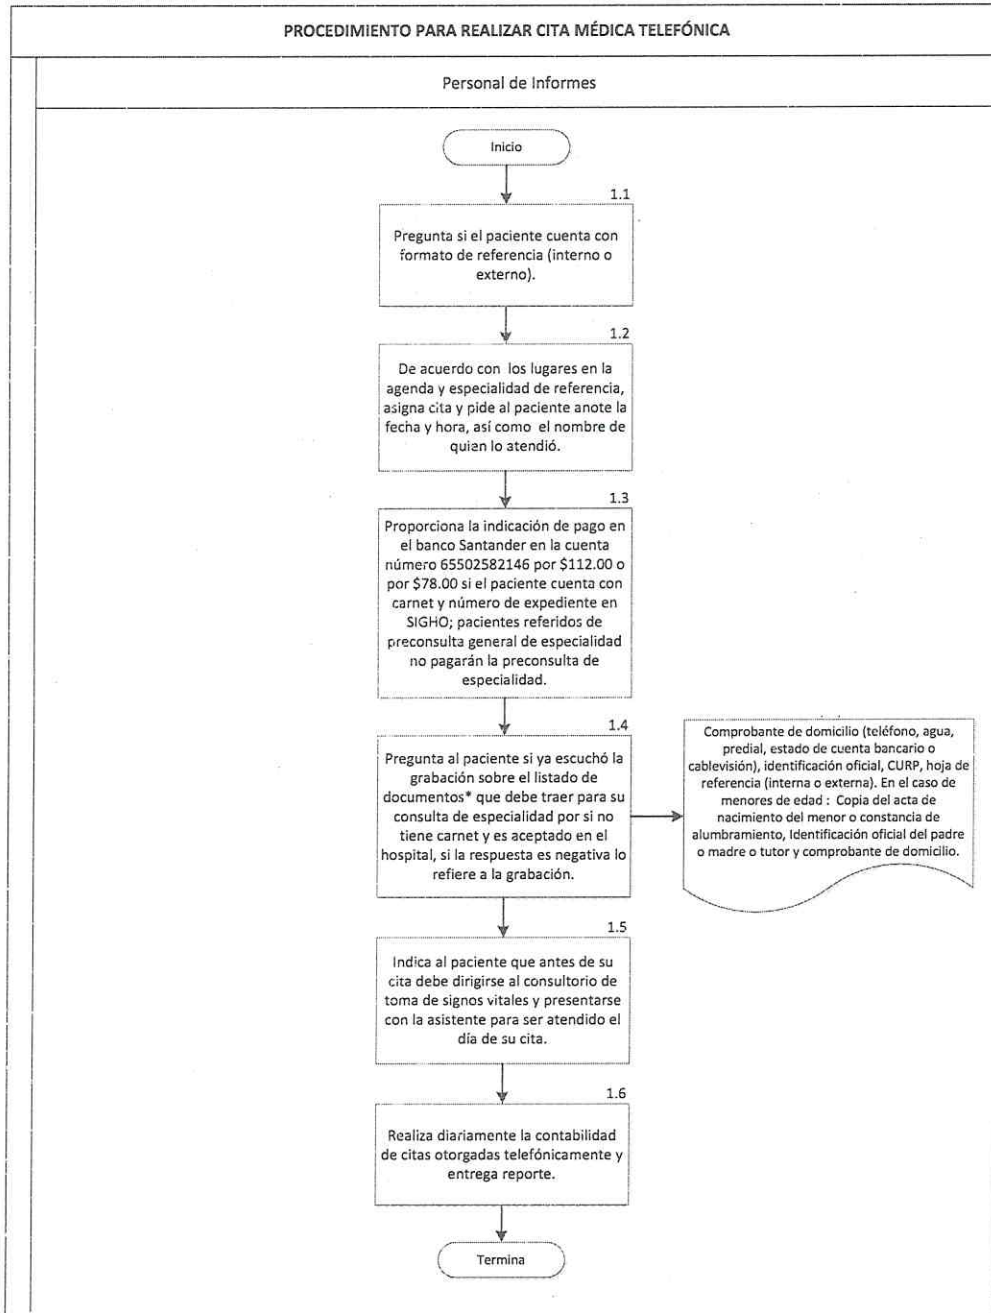 PROCEDIMIENTO PARA REALIZAR CITA MÉDICA TELEFÓNICA
Personal de Informes
Inicio
1.1
Pregunta si el paciente cuenta con
formato de referencia (interno o
externo).
1.2
De acuerdo con los lugares en la
agenda y especialidad de referencia,
asigna cita y pide al paciente anote la
fecha y hora, así como el nombre de
quien lo atendió.
1.3
Proporciona la indicación de pago en
el banco Santander en la cuenta
número 65502582146 por $112.00 o
por $78.00 si el paciente cuenta con
carnet y número de expediente en
SIGHO; pacientes referidos de
preconsulta general de especialidad
no pagarán la preconsulta de
especialidad.
1.4
Pregunta al paciente si ya escuchó la
grabación sobre el listado de
documentos* que debe traer para su
consulta de especialidad por si no
tiene carnet y es aceptado en el
hospital, si la respuesta es negativa lo
refiere a la grabación.
Comprobante de domicilio (teléfono, agua,
predial, estado de cuenta bancario o
cablevisión), identificación oficial, CURP, hoja de
referencia (interna o externa). En el caso de
menores de edad : Copia del acta de
nacimiento del menor o constancia de
alumbramiento, Identificación oficial del padre
o madre o tutor y comprobante de domicilio.
1.5
Indica al paciente que antes de su
cita debe dirigirse al consultorio de
toma de signos vitales y presentarse
con la asistente para ser atendido el
día de su cita.
1.6
Realiza diariamente la contabilidad
de citas otorgadas telefónicamente y
entrega reporte.
Termina